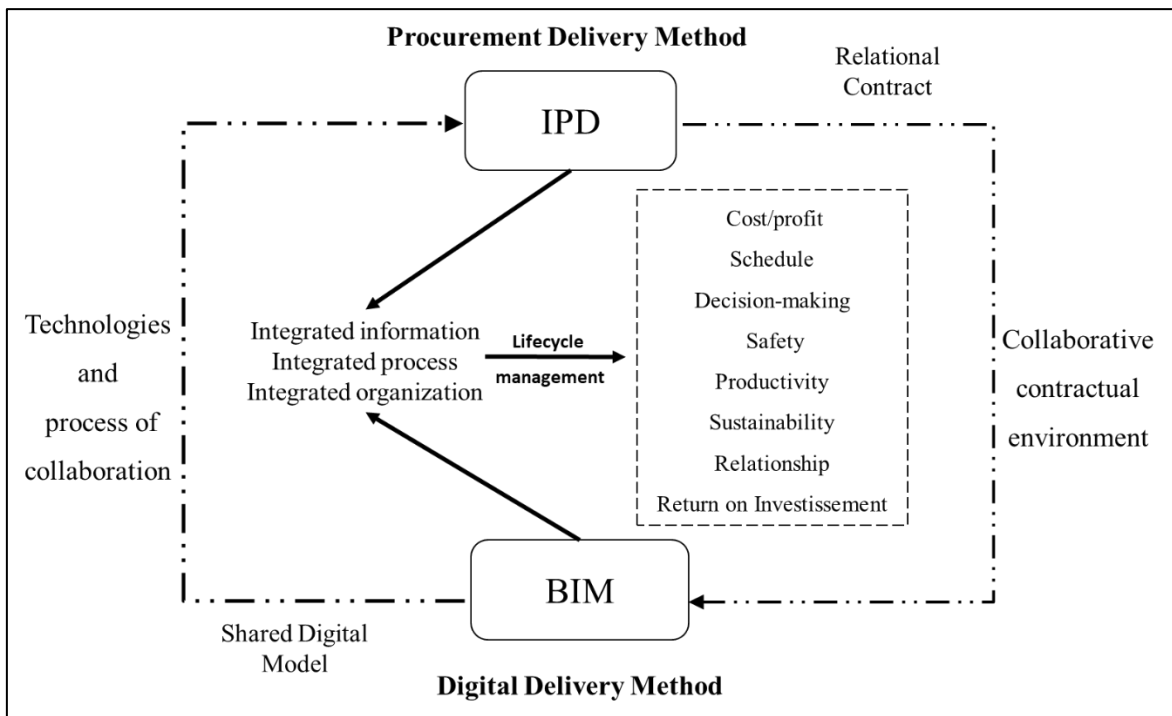 Procurement Delivery Method
Relational
Contract
IPD
Cost/profit
Schedule
Decision-making
Safety
Productivity
Sustainability
Relationship
Return on Investissement
Technologies
and
process of
collaboration
Integrated information
Integrated process
Integrated organization
Lifecycle
management
Collaborative
contractual
environment
BIM
Shared Digital
Model
Digital Delivery Method